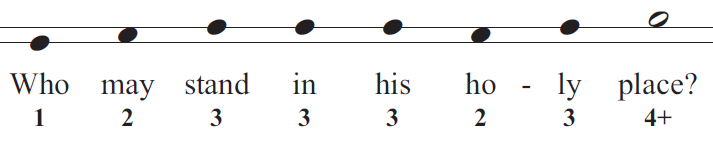 Who may stand in his ho - ly place?
1 2 3 3 3 2 3 4+